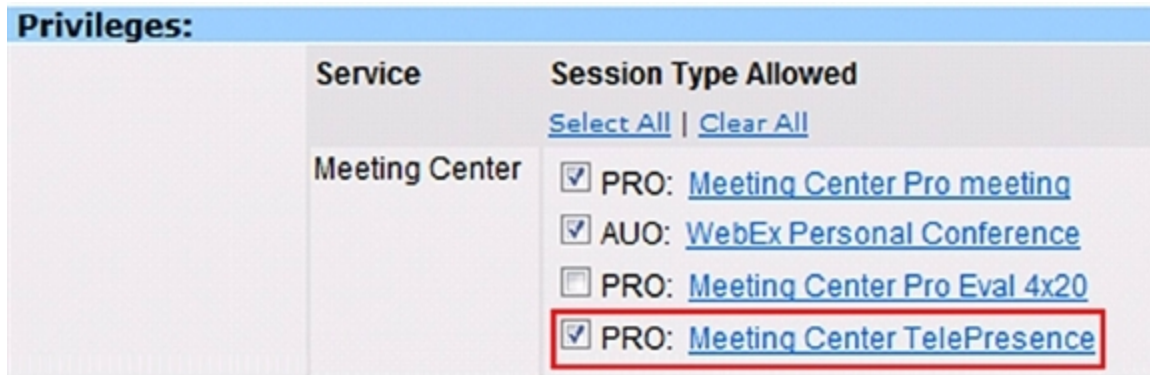 Privileges:
Service Session Type Allowed
Select All | Clear All
Meeting Center PRO: Meeting Center Pro meeting
AUO: WebEx Personal Conference
PRO: Meeting Center Pro Eval 4x20
PRO: Meeting Center TelePresence